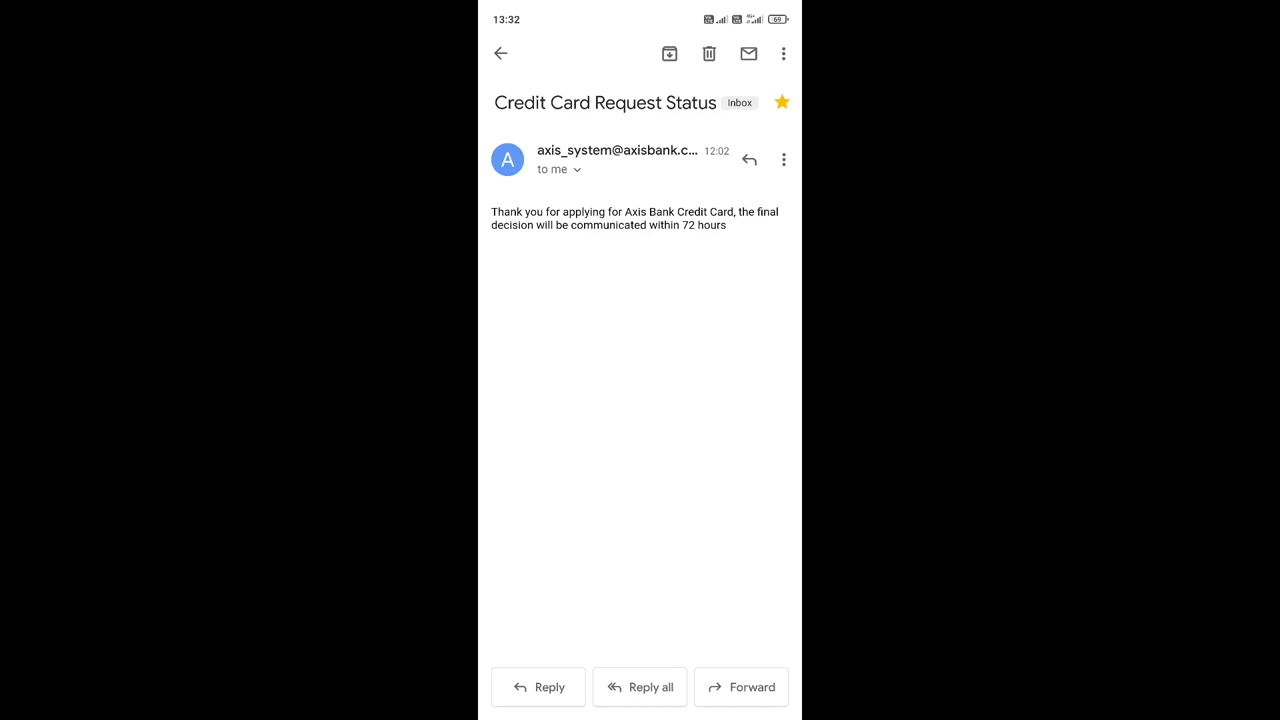 13:32
69
Credit Card Request Status Inbox
A
axis_system@axisbank.c... 12:02
to me
Thank you for applying for Axis Bank Credit Card, the final
decision will be communicated within 72 hours
Reply Reply all Forward